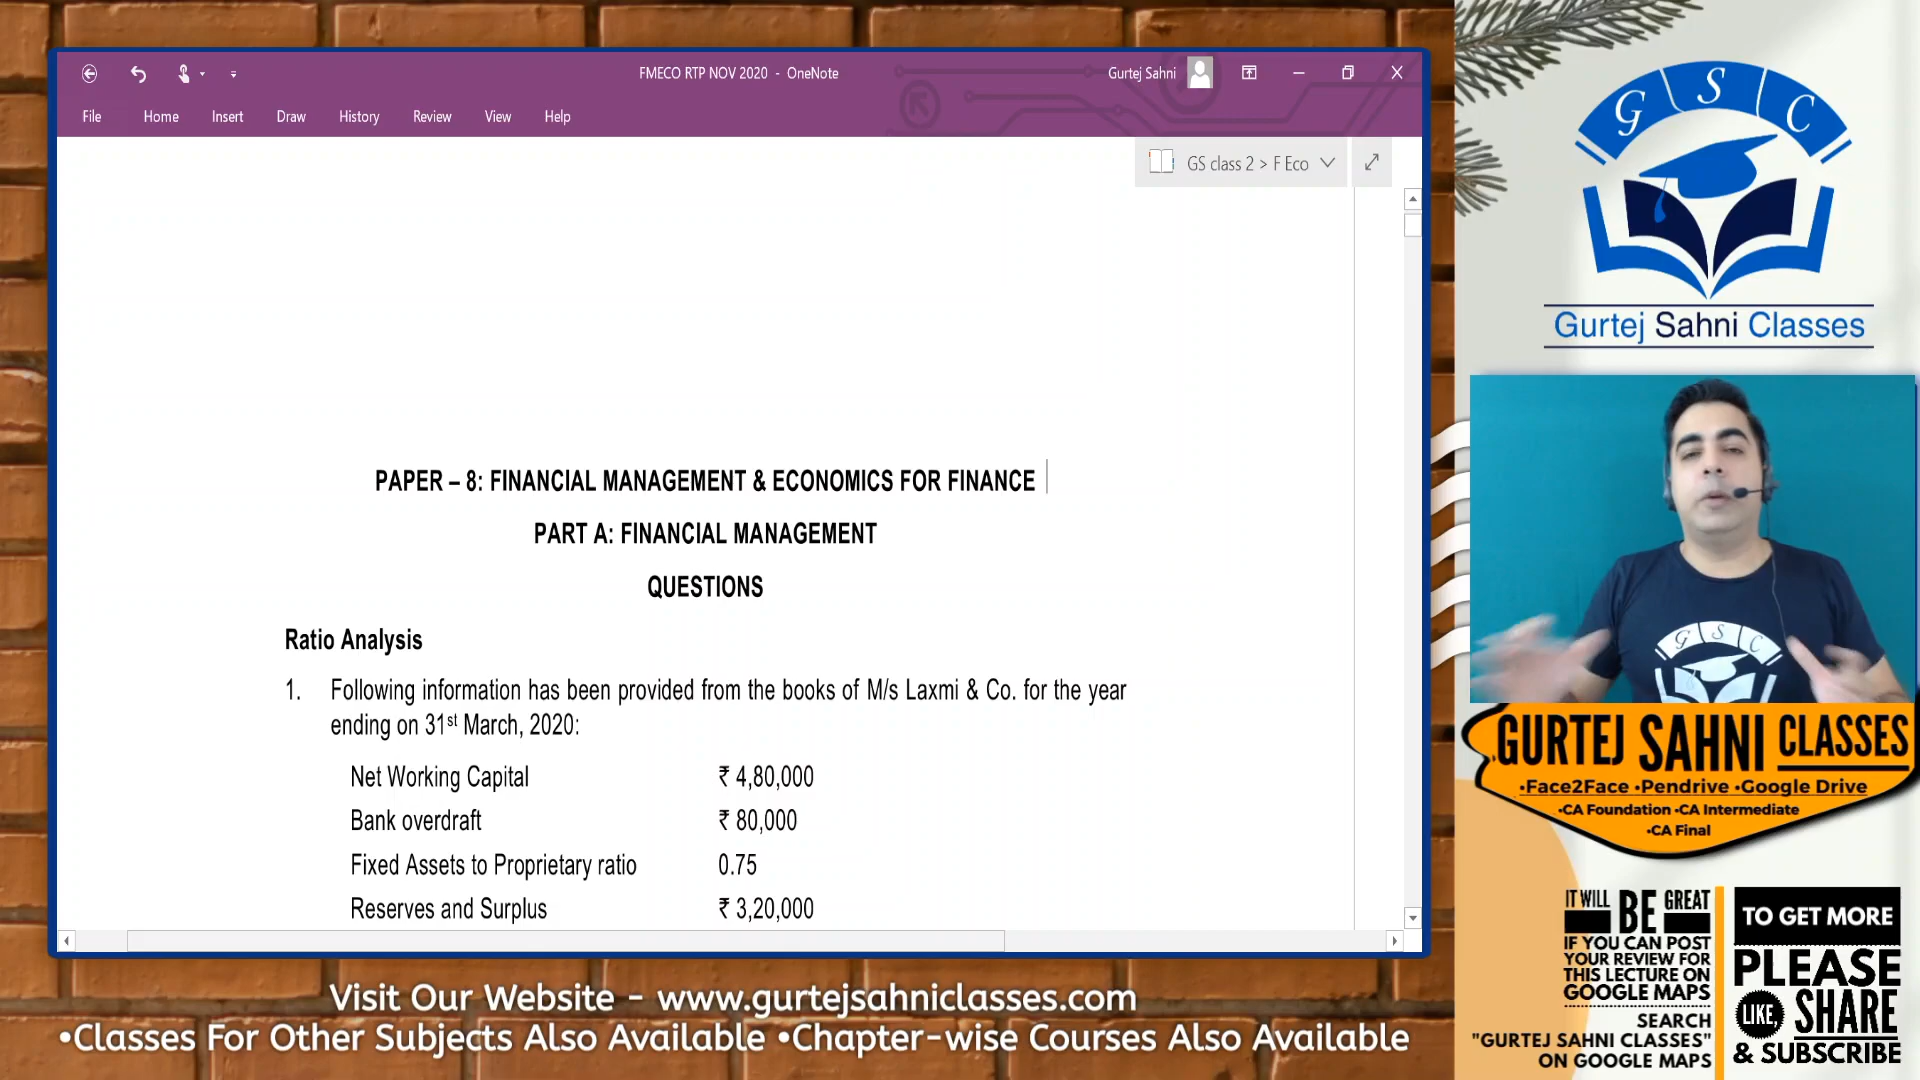 FMECO RTP NOV 2020 - OneNote
Gurtej Sahni
File Home Insert Draw History Review View Help
GS class 2 > F Eco
PAPER – 8: FINANCIAL MANAGEMENT & ECONOMICS FOR FINANCE
PART A: FINANCIAL MANAGEMENT
QUESTIONS
Ratio Analysis
1. Following information has been provided from the books of M/s Laxmi & Co. for the year
ending on 31st March, 2020:
Net Working Capital ₹ 4,80,000
Bank overdraft ₹ 80,000
Fixed Assets to Proprietary ratio 0.75
Reserves and Surplus ₹ 3,20,000
G S C
Gurtej Sahni Classes
G S C
GURTEJ SAHNI CLASSES
•Face2Face •Pendrive •Google Drive
•CA Foundation •CA Intermediate
•CA Final
IT WILL BE GREAT
IF YOU CAN POST
YOUR REVIEW FOR
THIS LECTURE ON
GOOGLE MAPS
SEARCH
"GURTEJ SAHNI CLASSES"
ON GOOGLE MAPS
TO GET MORE
PLEASE
LIKE, SHARE
& SUBSCRIBE
Visit Our Website - www.gurtejsahniclasses.com
•Classes For Other Subjects Also Available •Chapter-wise Courses Also Available